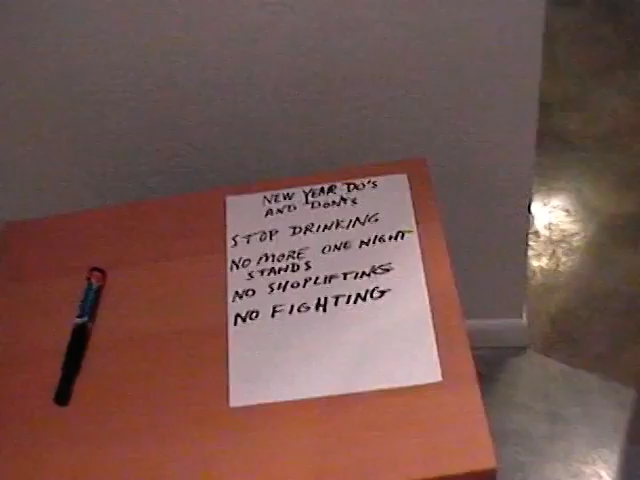 NEW YEAR DO'S
AND DON'TS
STOP DRINKING
NO MORE ONE NIGHT
STANDS
NO SHOPLIFTING
NO FIGHTING